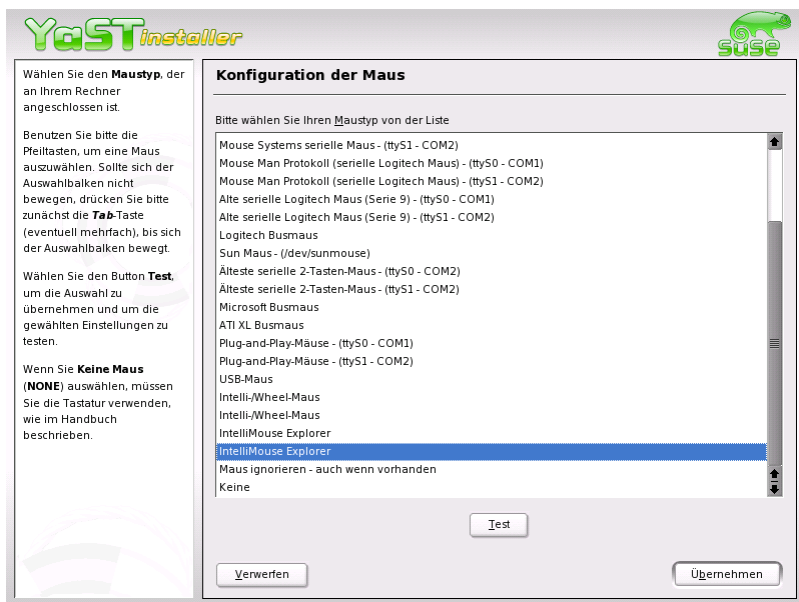 YaST installer
SuSE
Wählen Sie den Maustyp, der
an Ihrem Rechner
angeschlossen ist.
Benutzen Sie bitte die
Pfeiltasten, um eine Maus
auszuwählen. Sollte sich der
Auswahlbalken nicht
bewegen, drücken Sie bitte
zunächst die Tab-Taste
(eventuell mehrfach), bis sich
der Auswahlbalken bewegt.
Wählen Sie den Button Test,
um die Auswahl zu
übernehmen und um die
gewählten Einstellungen zu
testen.
Wenn Sie Keine Maus
(NONE) auswählen, müssen
Sie die Tastatur verwenden,
wie im Handbuch
beschrieben.
Konfiguration der Maus
Bitte wählen Sie Ihren Maustyp von der Liste
Mouse Systems serielle Maus - (ttyS1 - COM2)
Mouse Man Protokoll (serielle Logitech Maus) - (ttyS0 - COM1)
Mouse Man Protokoll (serielle Logitech Maus) - (ttyS1 - COM2)
Alte serielle Logitech Maus (Serie 9) - (ttyS0 - COM1)
Alte serielle Logitech Maus (Serie 9) - (ttyS1 - COM2)
Logitech Busmaus
Sun Maus - (/dev/sunmouse)
Älteste serielle 2-Tasten-Maus - (ttyS0 - COM2)
Älteste serielle 2-Tasten-Maus - (ttyS1 - COM2)
Microsoft Busmaus
ATI XL Busmaus
Plug-and-Play-Mäuse - (ttyS0 - COM1)
Plug-and-Play-Mäuse - (ttyS1 - COM2)
USB-Maus
Intelli-/Wheel-Maus
Intelli-/Wheel-Maus
IntelliMouse Explorer
IntelliMouse Explorer
Maus ignorieren - auch wenn vorhanden
Keine
Test
Verwerfen
Übernehmen